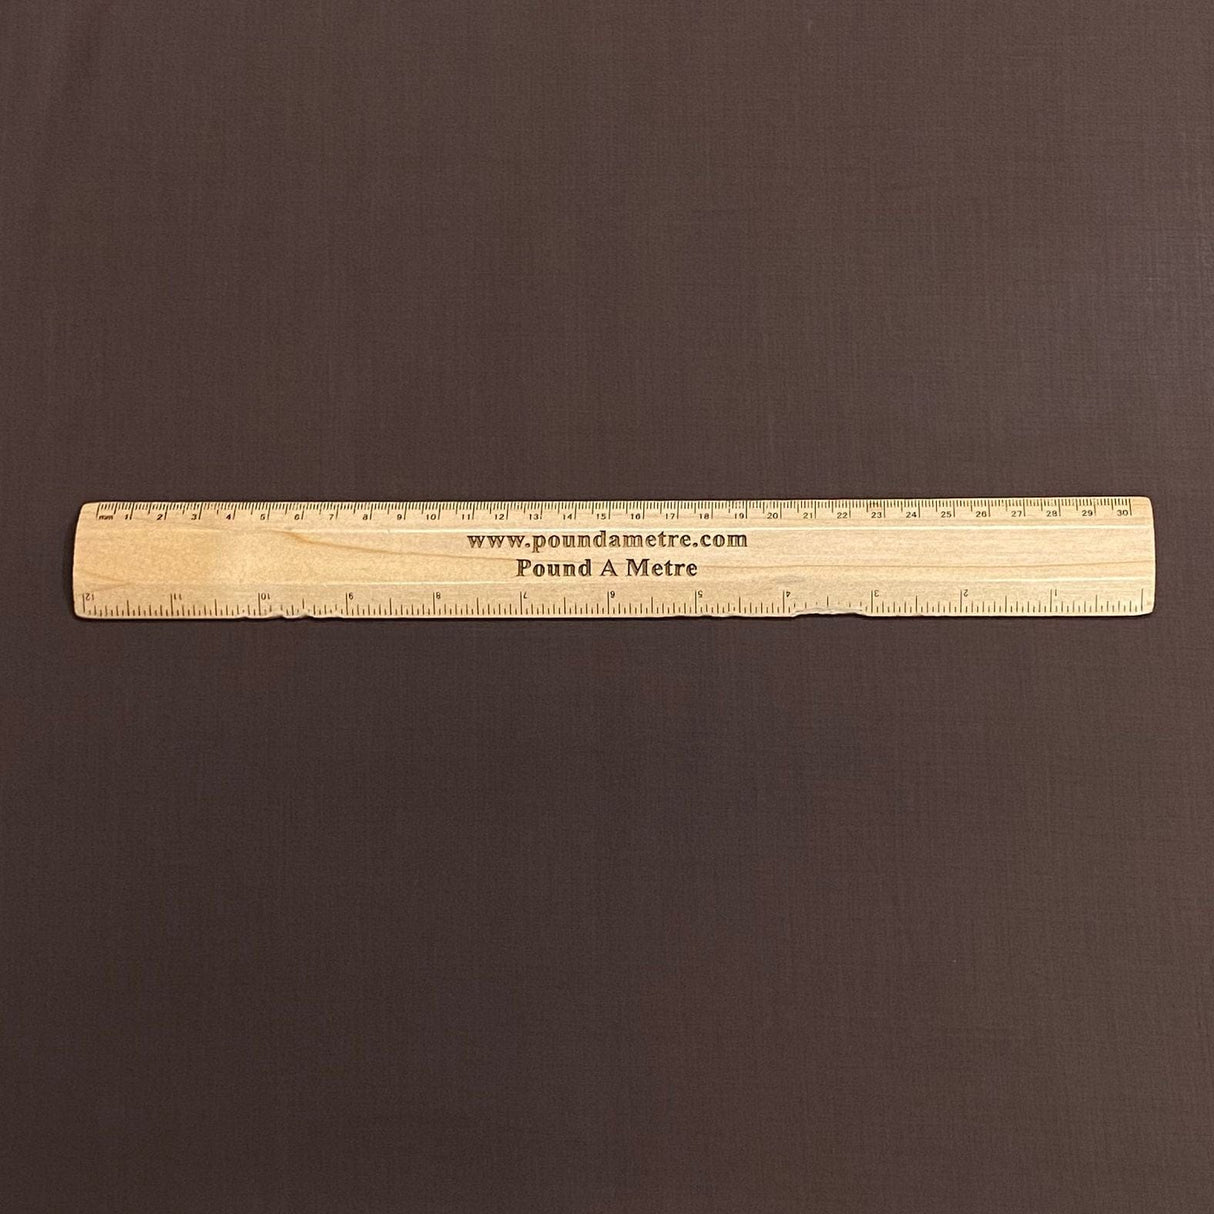 mm 1 2 3 4 5 6 7 8 9 10 11 12 13 14 15 16 17 18 19 20 21 22 23 24 25 26 27 28 29 30
www.poundametre.com
Pound A Metre
12 11 10 9 8 7 6 5 4 3 2 1